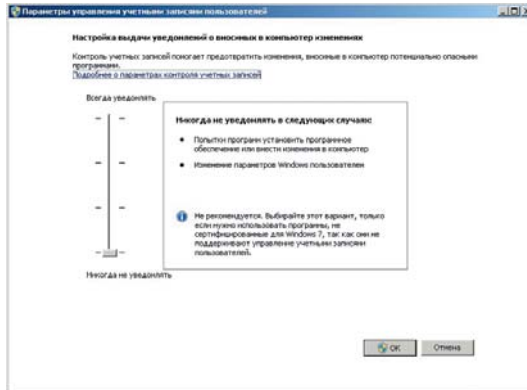 Параметры управления учетными записями пользователей
Настройка выдачи уведомлений о вносимых в компьютер изменениях
Контроль учетных записей помогает предотвратить изменения, вносимые в компьютер потенциально опасными
программами.
Подробнее о параметрах контроля учетных записей
Всегда уведомлять
Никогда не уведомлять в следующих случаях:
Попытки программ установить программное
обеспечение или внести изменения в компьютер
Изменение параметров Windows пользователем
Не рекомендуется. Выбирайте этот вариант, только
если нужно использовать программы, не
сертифицированные для Windows 7, так как они не
поддерживают управление учетными записями
пользователей.
Никогда не уведомлять
OK
Отмена